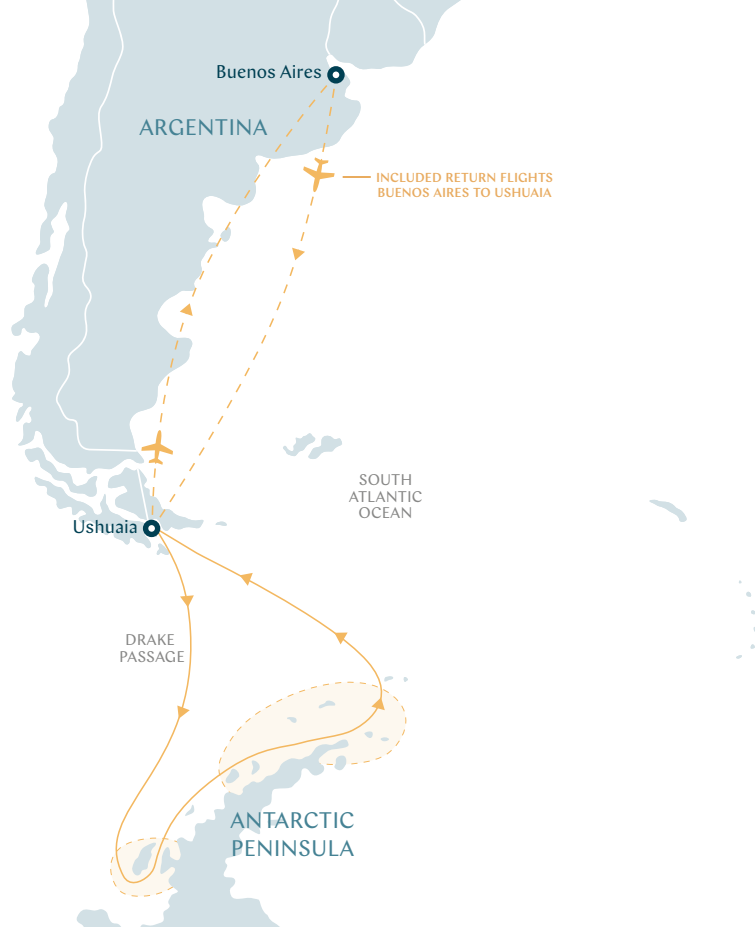 Buenos Aires
ARGENTINA
INCLUDED RETURN FLIGHTS
BUENOS AIRES TO USHUAIA
SOUTH
ATLANTIC
OCEAN
Ushuaia
DRAKE
PASSAGE
ANTARCTIC
PENINSULA